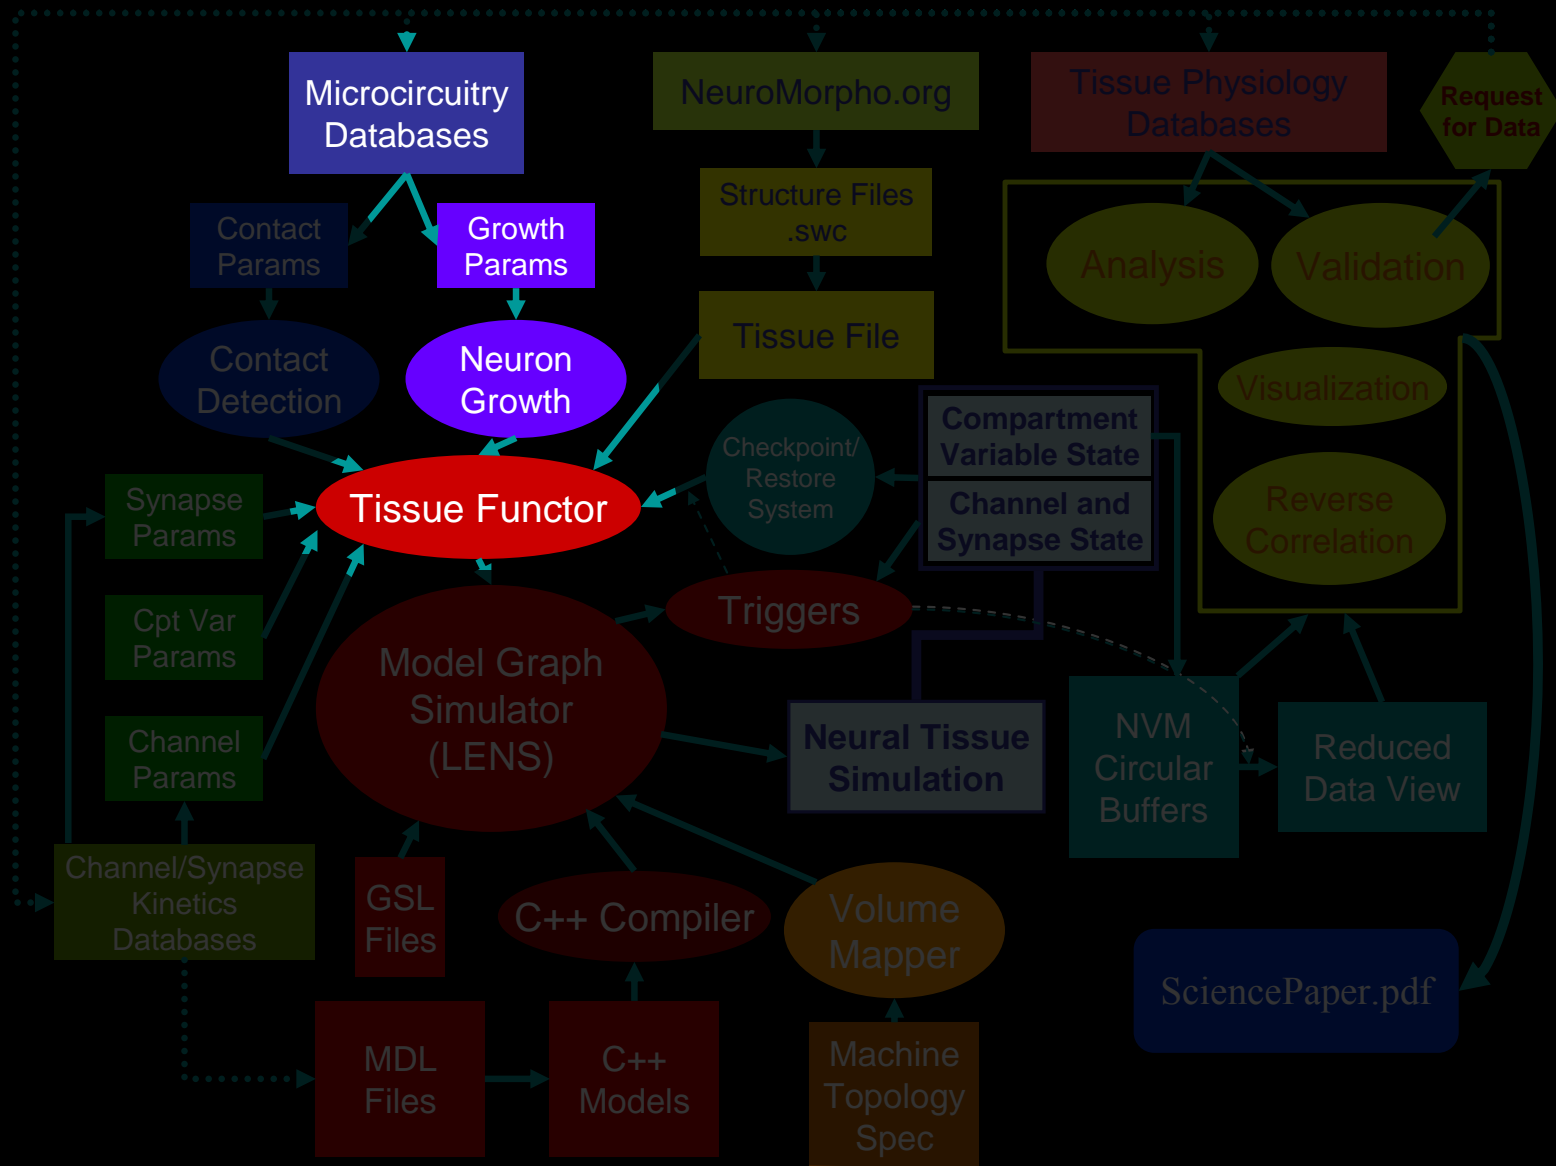 Microcircuitry
Databases
NeuroMorpho.org
Tissue Physiology
Databases
Request
for Data
Contact
Params
Growth
Params
Structure Files
.swc
Analysis
Validation
Contact
Detection
Neuron
Growth
Tissue File
Visualization
Synapse
Params
Tissue Functor
Checkpoint/
Restore
System
Compartment
Variable State
Channel and
Synapse State
Reverse
Correlation
Cpt Var
Params
Triggers
Model Graph
Simulator
(LENS)
Channel
Params
Neural Tissue
Simulation
NVM
Circular
Buffers
Reduced
Data View
Channel/Synapse
Kinetics
Databases
GSL
Files
C++ Compiler
Volume
Mapper
SciencePaper.pdf
MDL
Files
C++
Models
Machine
Topology
Spec